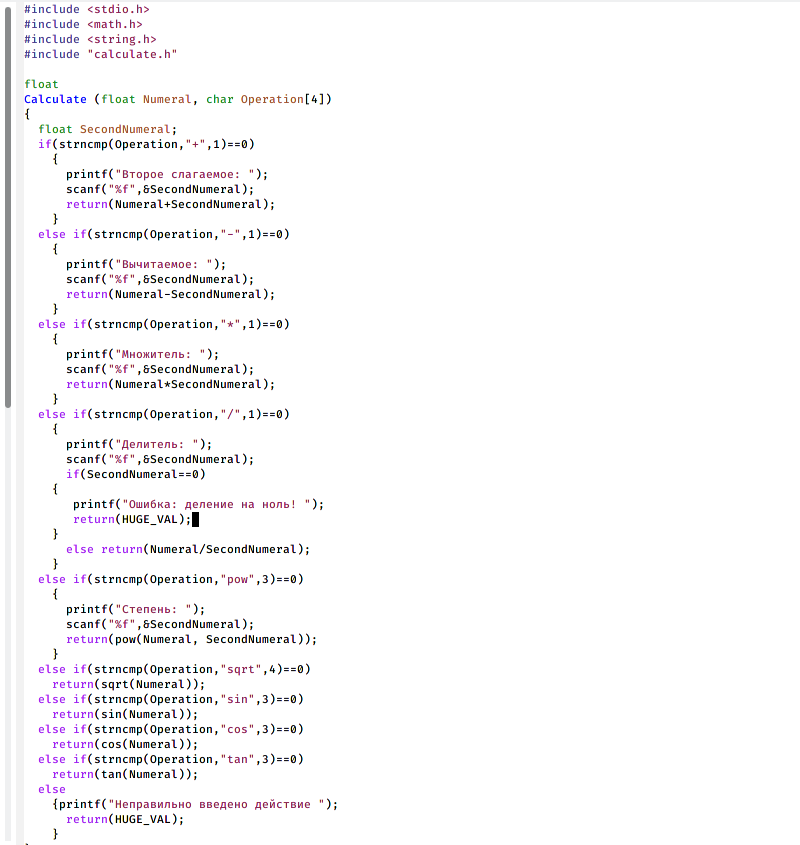 #include <stdio.h>
#include <math.h>
#include <string.h>
#include "calculate.h"

float
Calculate (float Numeral, char Operation[4])
{
  float SecondNumeral;
  if(strncmp(Operation,"+",1)==0)
    {
      printf("Второе слагаемое: ");
      scanf("%f",&SecondNumeral);
      return(Numeral+SecondNumeral);
    }
  else if(strncmp(Operation,"-",1)==0)
    {
      printf("Вычитаемое: ");
      scanf("%f",&SecondNumeral);
      return(Numeral-SecondNumeral);
    }
  else if(strncmp(Operation,"*",1)==0)
    {
      printf("Множитель: ");
      scanf("%f",&SecondNumeral);
      return(Numeral*SecondNumeral);
    }
  else if(strncmp(Operation,"/",1)==0)
    {
      printf("Делитель: ");
      scanf("%f",&SecondNumeral);
      if(SecondNumeral==0)
    {
       printf("Ошибка: деление на ноль! ");
       return(HUGE_VAL);
    }
      else return(Numeral/SecondNumeral);
    }
  else if(strncmp(Operation,"pow",3)==0)
    {
      printf("Степень: ");
      scanf("%f",&SecondNumeral);
      return(pow(Numeral, SecondNumeral));
    }
  else if(strncmp(Operation,"sqrt",4)==0)
    return(sqrt(Numeral));
  else if(strncmp(Operation,"sin",3)==0)
    return(sin(Numeral));
  else if(strncmp(Operation,"cos",3)==0)
    return(cos(Numeral));
  else if(strncmp(Operation,"tan",3)==0)
    return(tan(Numeral));
  else
    {printf("Неправильно введено действие ");
      return(HUGE_VAL);
    }